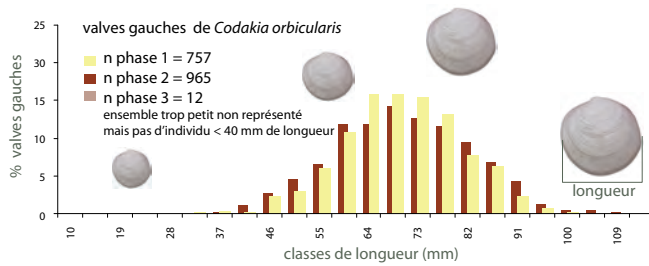 valves gauches de Codakia orbicularis
n phase 1 = 757
n phase 2 = 965
n phase 3 = 12
ensemble trop petit non représenté
mais pas d'individu < 40 mm de longueur
% valves gauches
25
20
15
10
5
0
longueur
10 19 28 37 46 55 64 73 82 91 100 109
classes de longueur (mm)